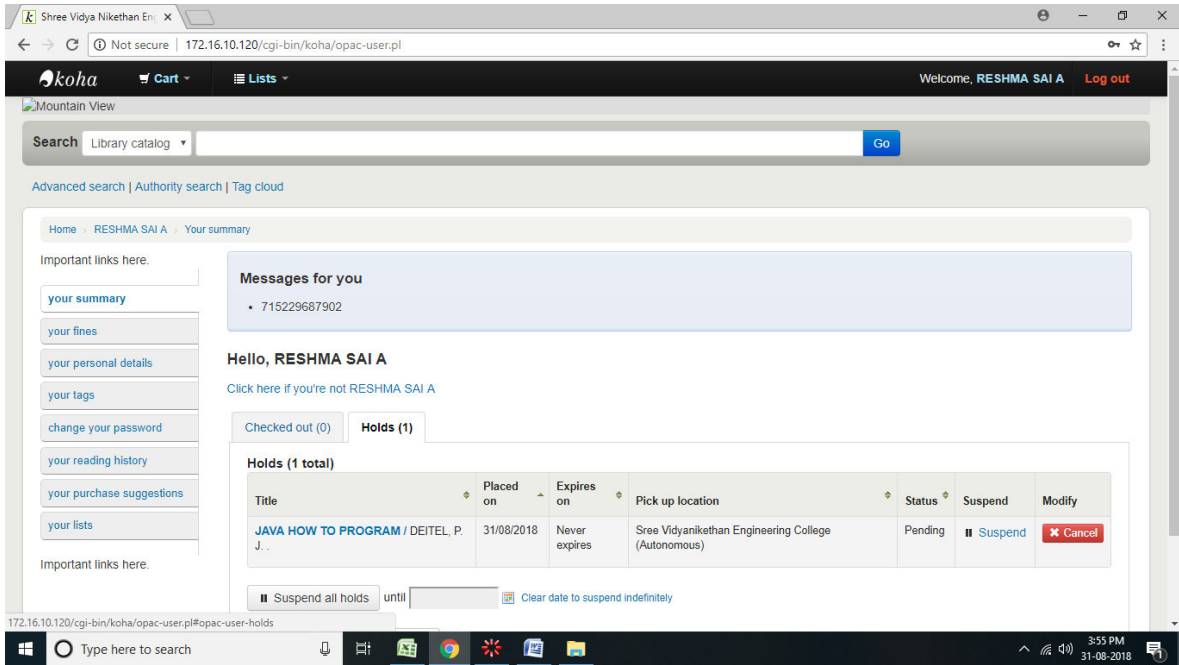 Shree Vidya Nikethan Eng
Not secure | 172.16.10.120/cgi-bin/koha/opac-user.pl
koha Cart Lists Welcome, RESHMA SAI A Log out
Mountain View
Search Library catalog Go
Advanced search | Authority search | Tag cloud
Home › RESHMA SAI A › Your summary
Important links here.
your summary
your fines
your personal details
your tags
change your password
your reading history
your purchase suggestions
your lists
Important links here.
Messages for you
• 715229687902
Hello, RESHMA SAI A
Click here if you're not RESHMA SAI A
Checked out (0) Holds (1)
Holds (1 total)
Title Placed on Expires on Pick up location Status Suspend Modify
JAVA HOW TO PROGRAM / DEITEL, P. 31/08/2018 Never Sree Vidyanikethan Engineering College Pending Suspend Cancel
J. . expires (Autonomous)
Suspend all holds until Clear date to suspend indefinitely
172.16.10.120/cgi-bin/koha/opac-user.pl#opac-user-holds
Type here to search 3:55 PM
31-08-2018